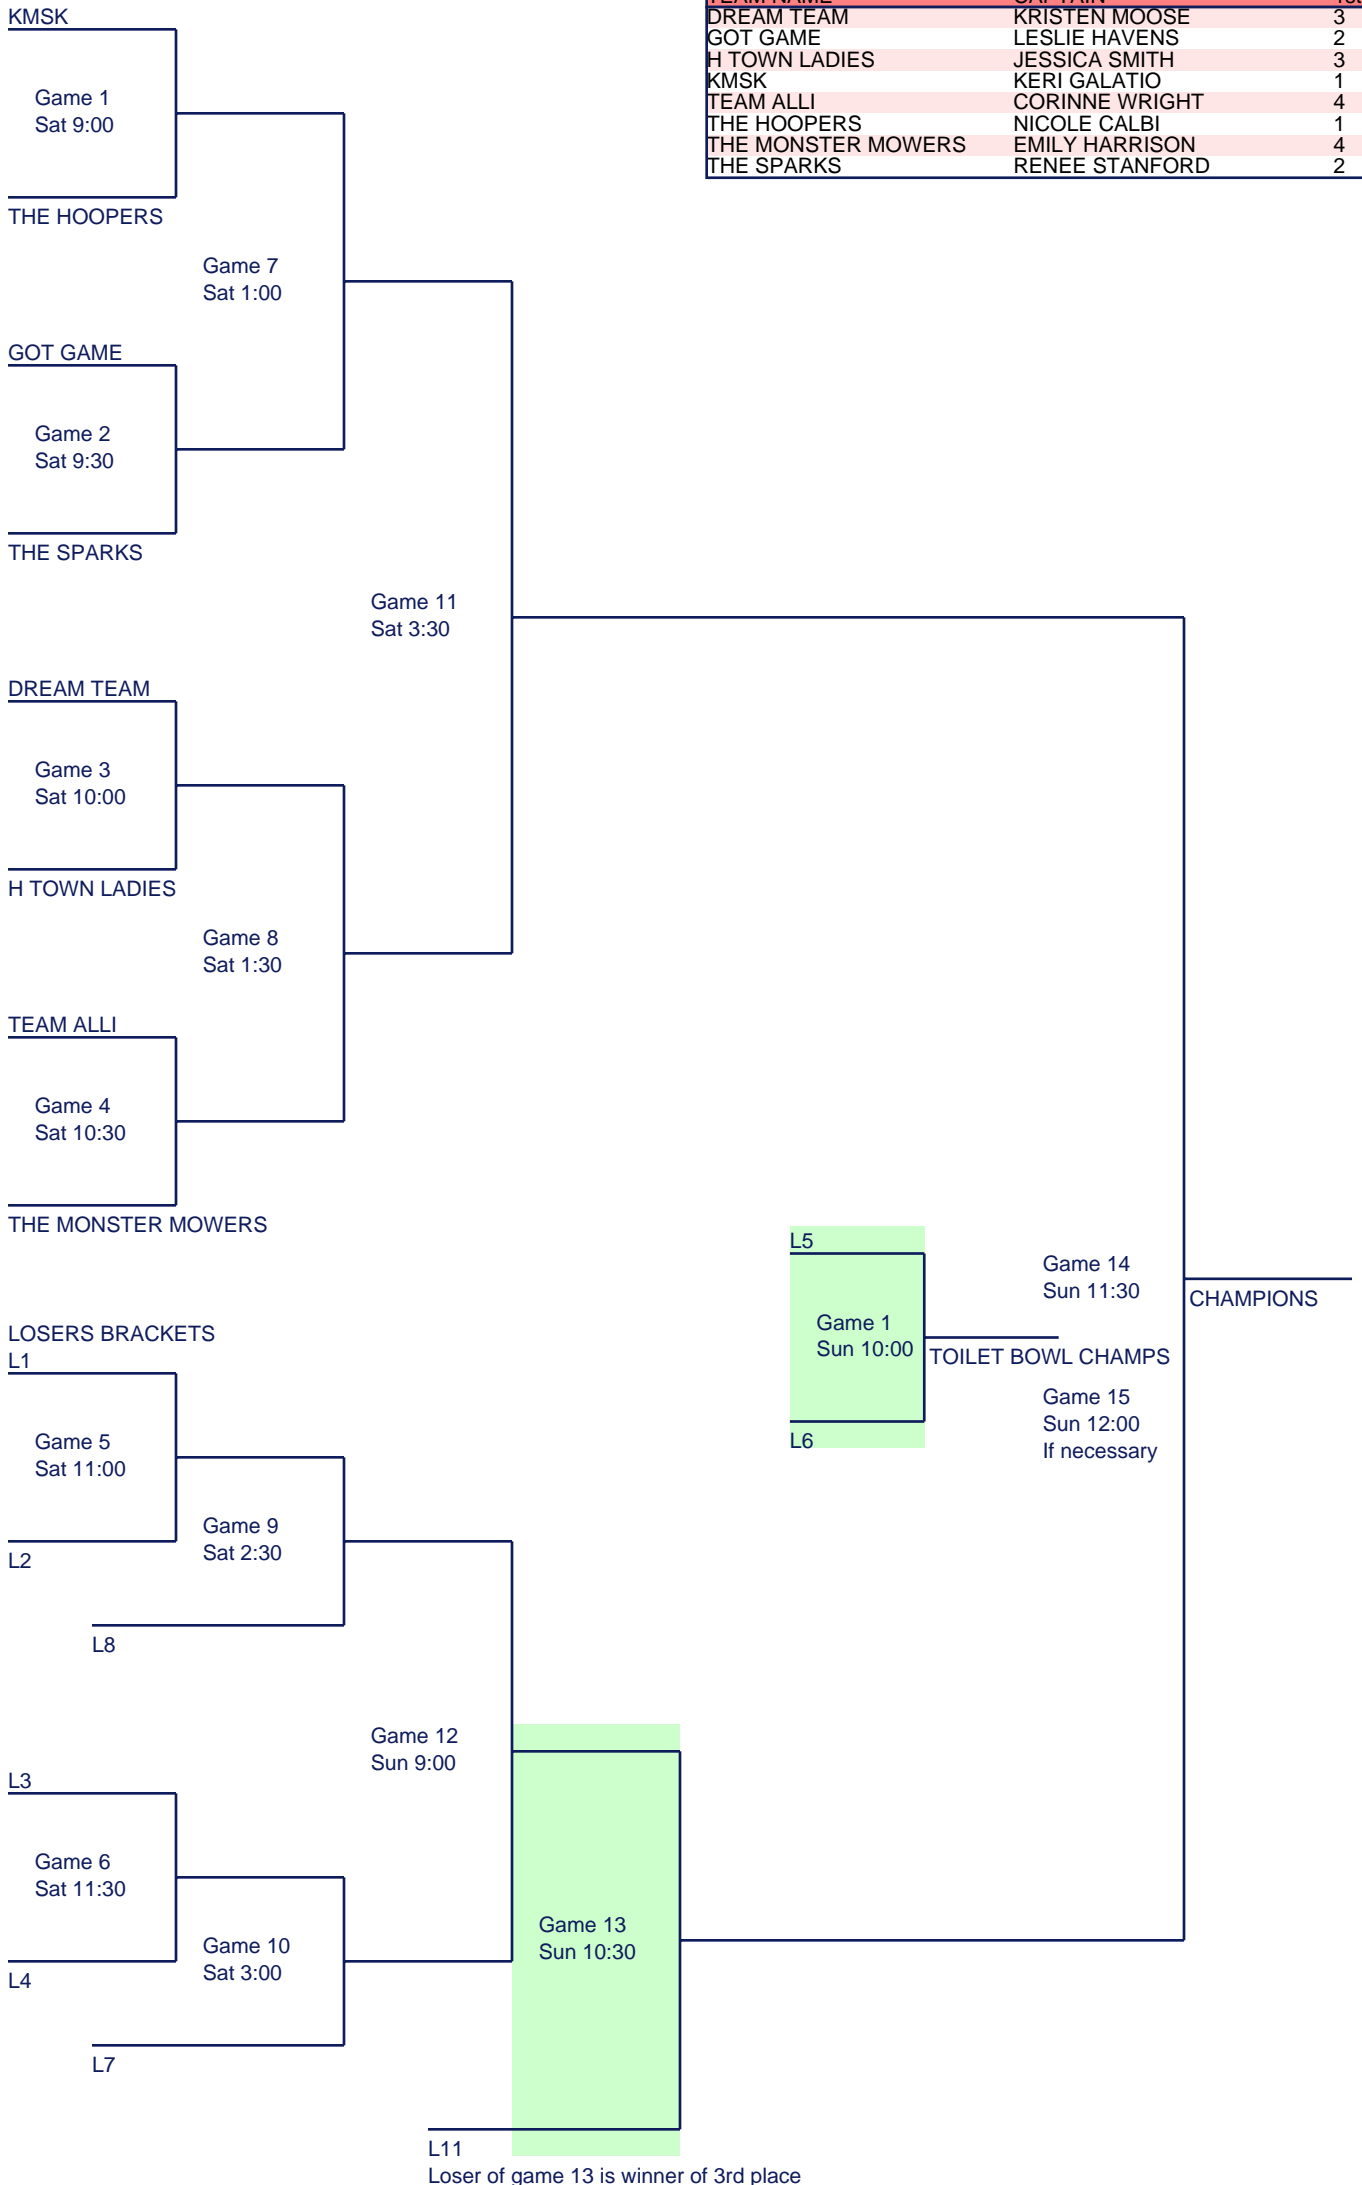 KMSK
TEAM NAME CAPTAIN 1st
DREAM TEAM KRISTEN MOOSE 3
GOT GAME LESLIE HAVENS 2
H TOWN LADIES JESSICA SMITH 3
KMSK KERI GALATIO 1
TEAM ALLI CORINNE WRIGHT 4
THE HOOPERS NICOLE CALBI 1
THE MONSTER MOWERS EMILY HARRISON 4
THE SPARKS RENEE STANFORD 2
Game 1
Sat 9:00
THE HOOPERS
Game 7
Sat 1:00
GOT GAME
Game 2
Sat 9:30
THE SPARKS
Game 11
Sat 3:30
DREAM TEAM
Game 3
Sat 10:00
H TOWN LADIES
Game 8
Sat 1:30
TEAM ALLI
Game 4
Sat 10:30
THE MONSTER MOWERS
L5
Game 14
Sun 11:30
CHAMPIONS
Game 1
Sun 10:00
TOILET BOWL CHAMPS
Game 15
Sun 12:00
If necessary
L6
LOSERS BRACKETS
L1
Game 5
Sat 11:00
Game 9
Sat 2:30
L2
L8
Game 12
Sun 9:00
L3
Game 6
Sat 11:30
Game 13
Sun 10:30
Game 10
Sat 3:00
L4
L7
L11
Loser of game 13 is winner of 3rd place